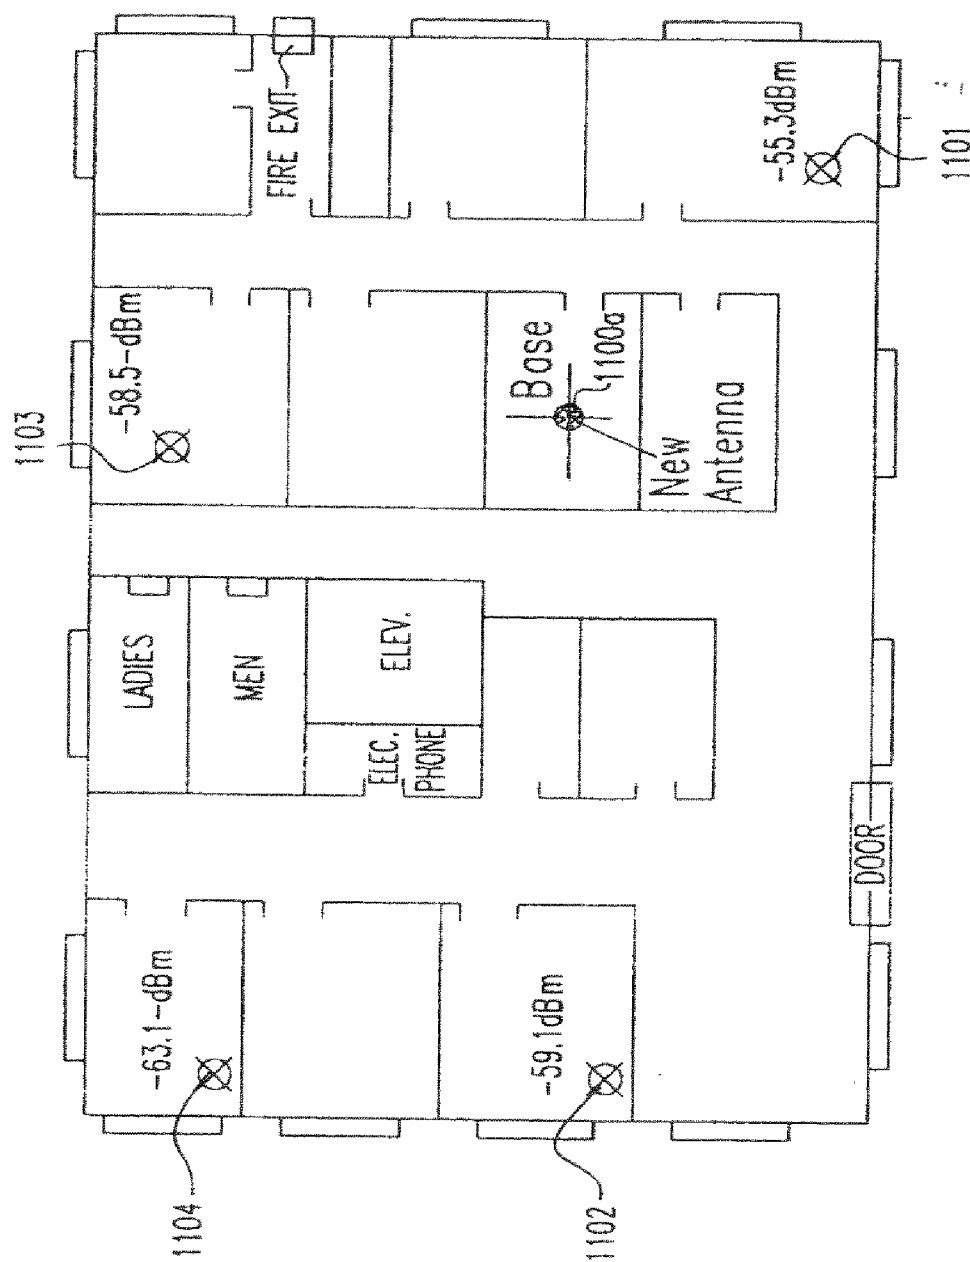 1104
1102
-63.1-dBm
-59.1dBm
DOOR
LADIES
MEN
ELEC.
PHONE
ELEV.
1103
-58.5-dBm
Base
1100a
New
Antenna
FIRE EXIT
-55.3dBm
1101